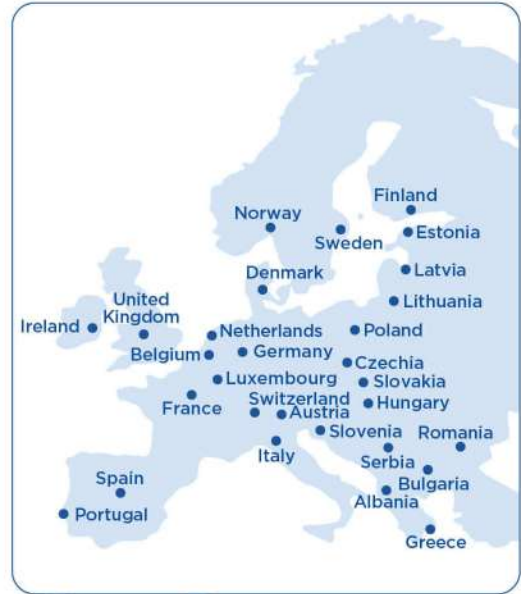 Finland
Norway
Sweden
Estonia
Denmark
Latvia
Lithuania
United
Kingdom
Ireland
Netherlands
Poland
Belgium
Germany
Czechia
Luxembourg
Slovakia
France
Switzerland
Hungary
Austria
Slovenia
Romania
Italy
Serbia
Spain
Bulgaria
Albania
Portugal
Greece